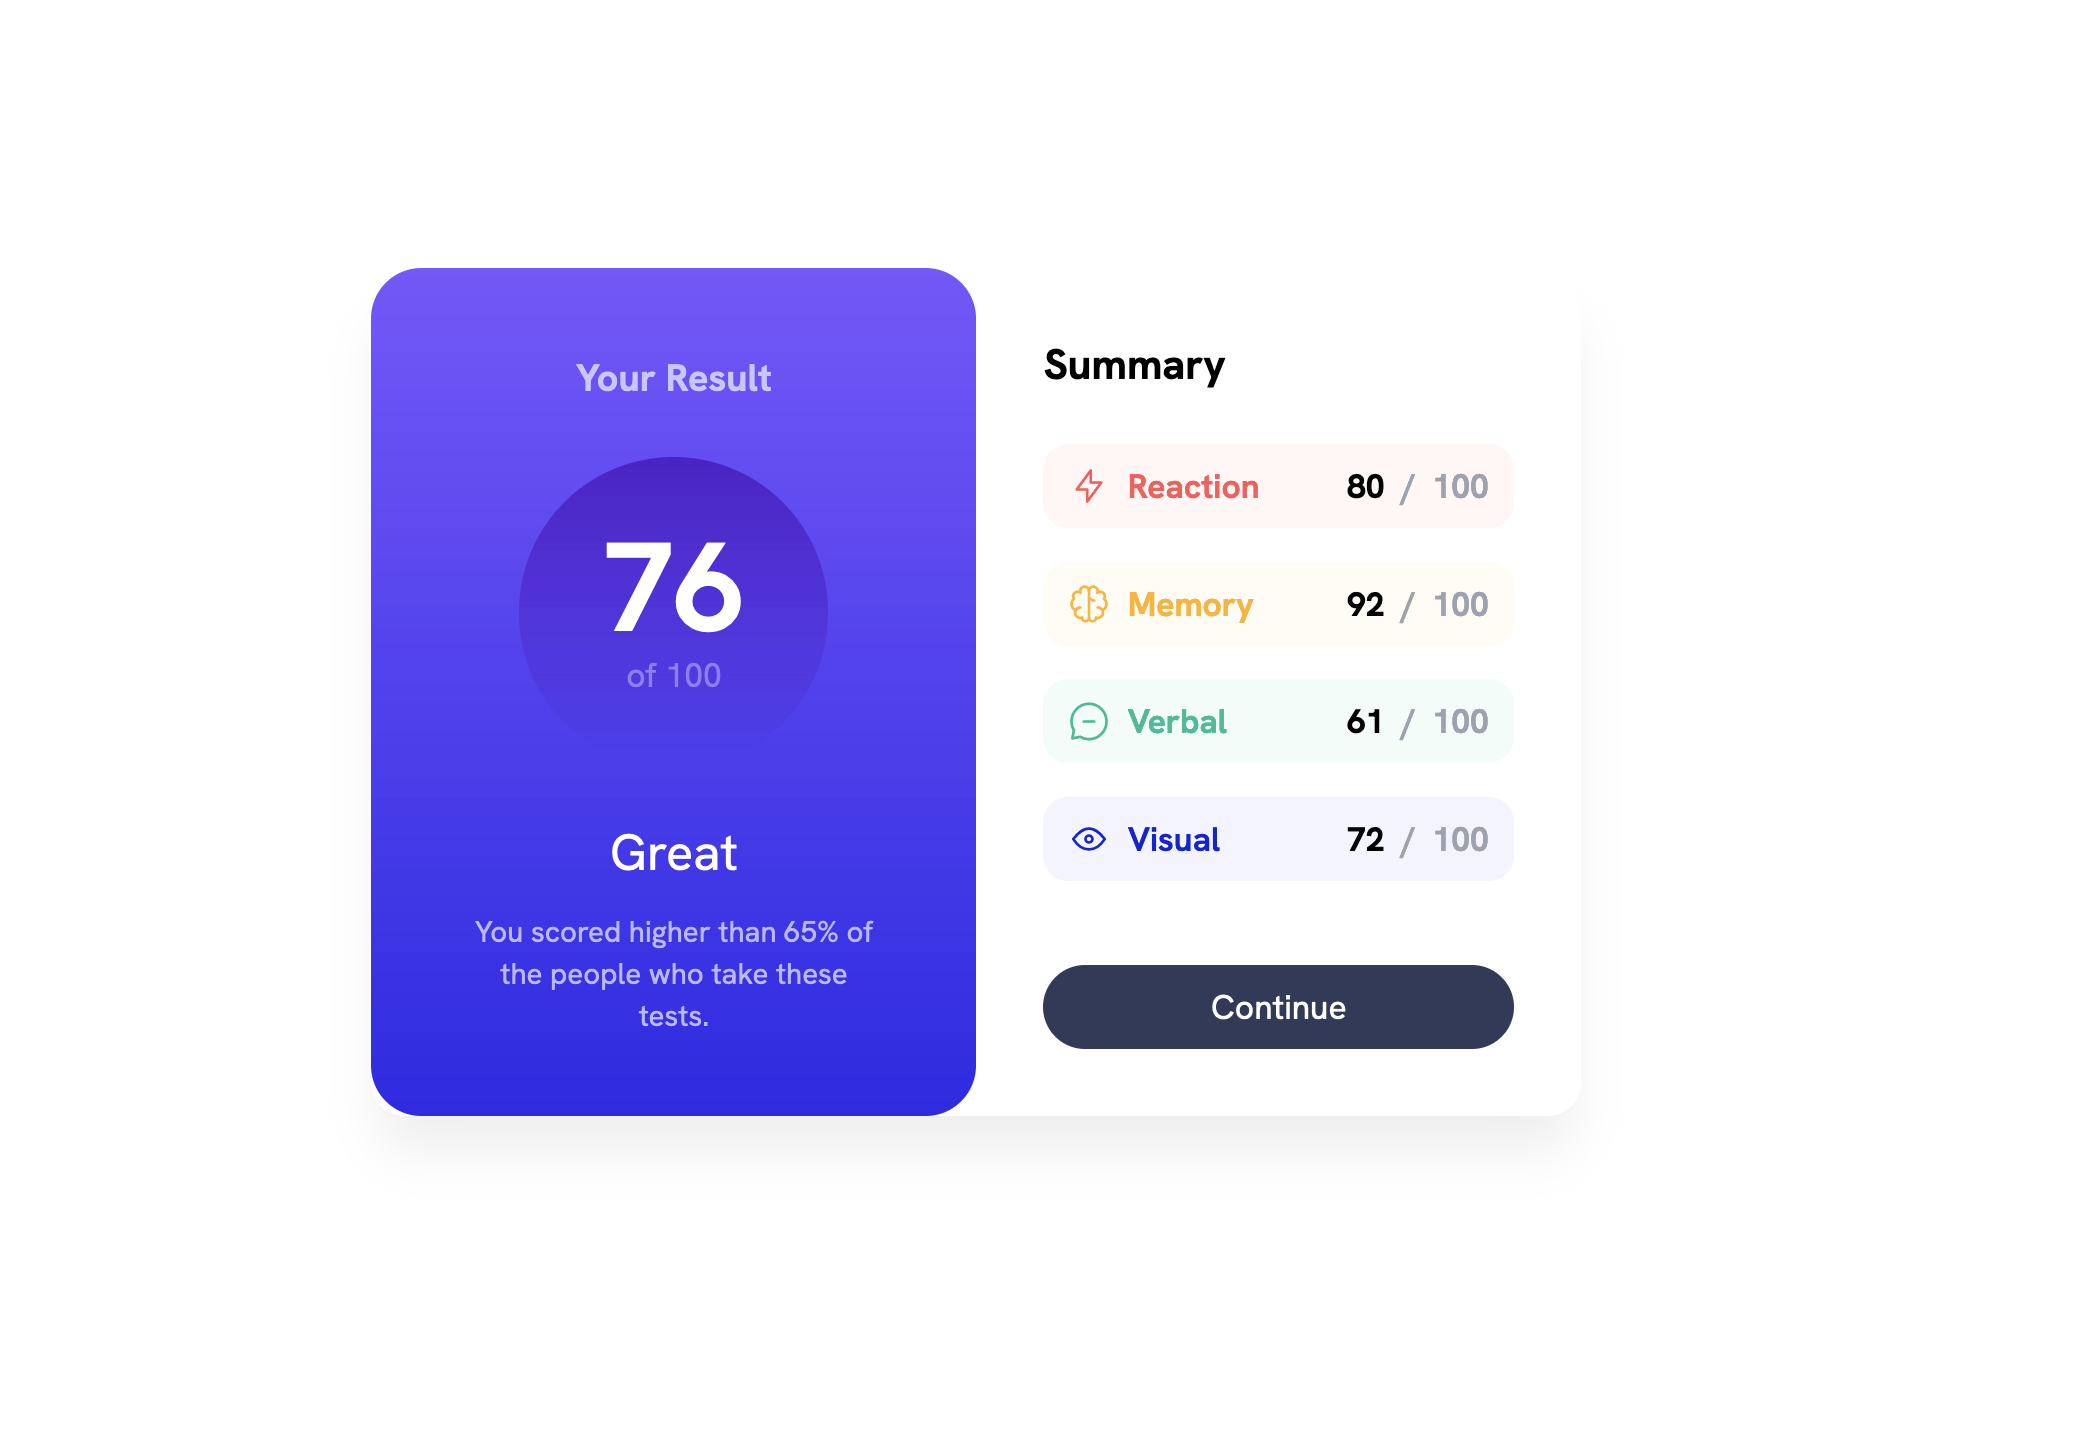 Your Result
76
of 100
Great
You scored higher than 65% of
the people who take these
tests.
Summary
Reaction 80 / 100
Memory 92 / 100
Verbal 61 / 100
Visual 72 / 100
Continue